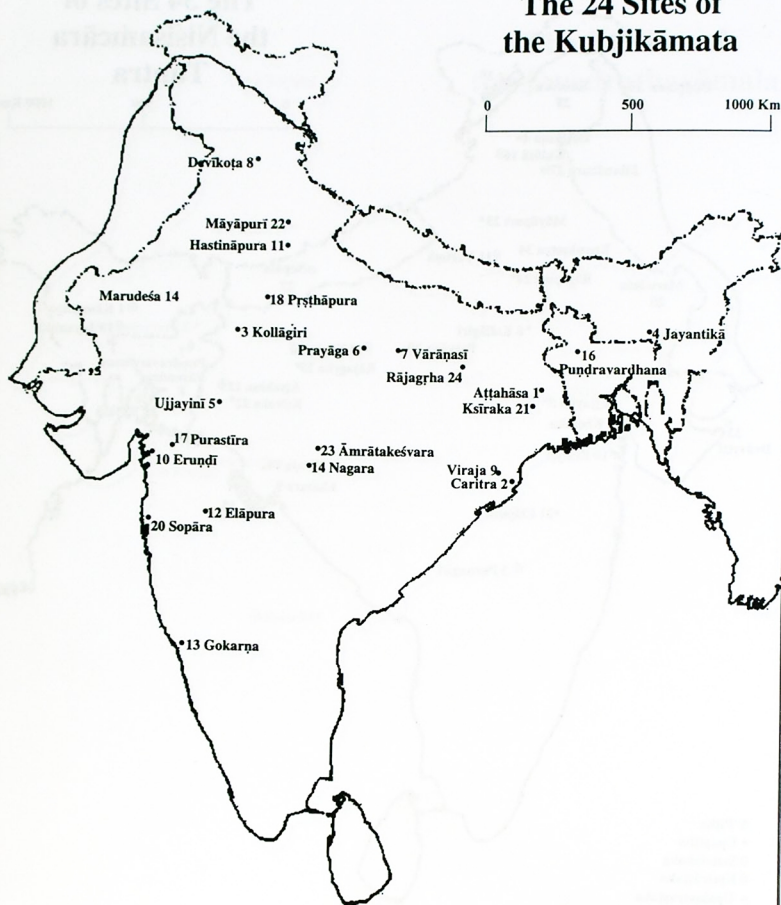 The 24 Sites of
the Kubjikāmata
0 500 1000 Km
Devīkoṭa 8
Māyāpurī 22
Hastināpura 11
Marudeśa 14
18 Pṛṣṭhāpura
3 Kollāgiri
4 Jayantikā
Prayāga 6
7 Vārāṇasī
16
Puṇḍravardhana
Rājagṛha 24
Aṭṭahāsa 1
Ksīraka 21
Ujjayinī 5
17 Purastīra
10 Eruṇḍī
23 Āmrātakeśvara
14 Nagara
Viraja 9
Caritra 2
12 Elāpura
20 Sopāra
13 Gokarṇa